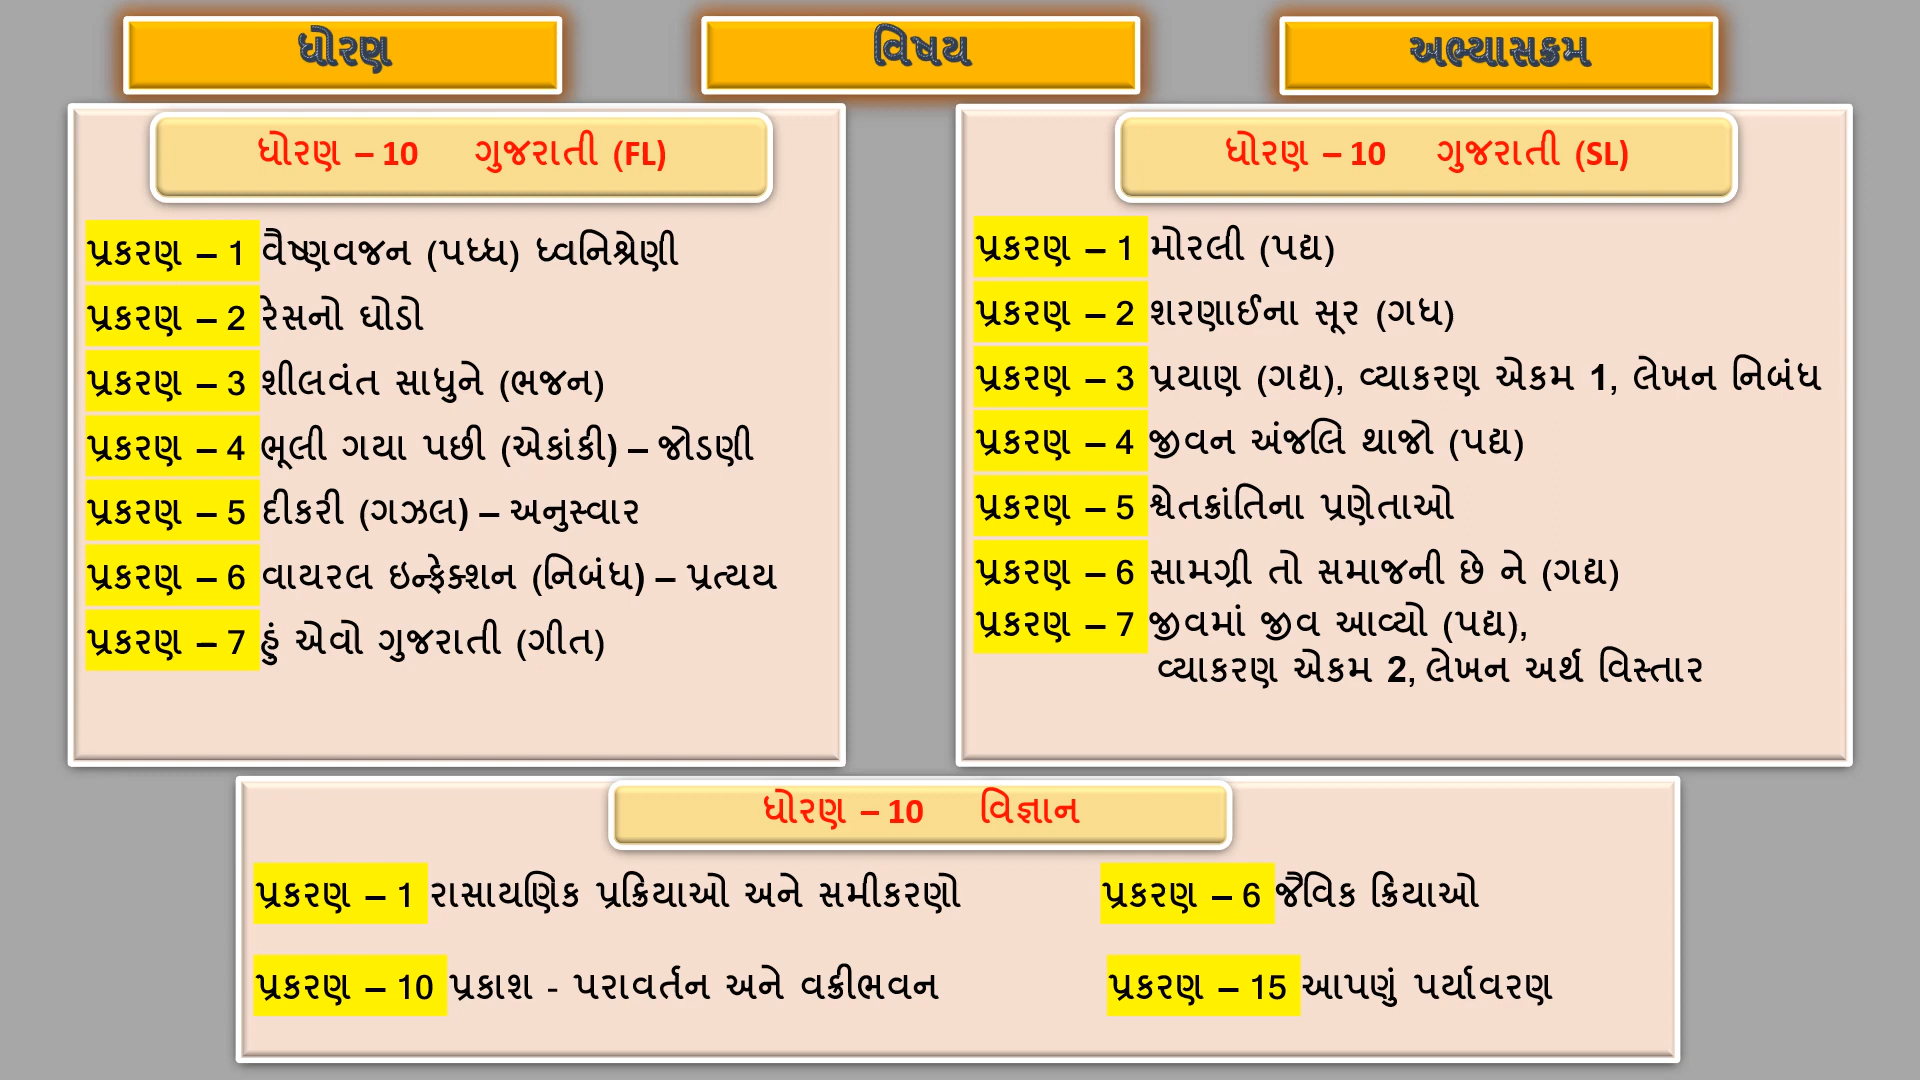 ધોરણ
વિષય
અભ્યાસક્રમ
ધોરણ – 10 ગુજરાતી (FL)
પ્રકરણ – 1 વૈષ્ણવજન (પધ્ધ) ધ્વનિશ્રેણી
પ્રકરણ – 2 રેસનો ઘોડો
પ્રકરણ – 3 શીલવંત સાધુને (ભજન)
પ્રકરણ – 4 ભૂલી ગયા પછી (એકાંકી) – જોડણી
પ્રકરણ – 5 દીકરી (ગઝલ) – અનુસ્વાર
પ્રકરણ – 6 વાયરલ ઇન્ફેક્શન (નિબંધ) – પ્રત્યય
પ્રકરણ – 7 હું એવો ગુજરાતી (ગીત)
ધોરણ – 10 ગુજરાતી (SL)
પ્રકરણ – 1 મોરલી (પદ્ય)
પ્રકરણ – 2 શરણાઈના સૂર (ગધ)
પ્રકરણ – 3 પ્રયાણ (ગદ્ય), વ્યાકરણ એકમ 1, લેખન નિબંધ
પ્રકરણ – 4 જીવન અંજલિ થાજો (પદ્ય)
પ્રકરણ – 5 શ્વેતક્રાંતિના પ્રણેતાઓ
પ્રકરણ – 6 સામગ્રી તો સમાજની છે ને (ગદ્ય)
પ્રકરણ – 7 જીવમાં જીવ આવ્યો (પદ્ય),
વ્યાકરણ એકમ 2, લેખન અર્થ વિસ્તાર
ધોરણ – 10 વિજ્ઞાન
પ્રકરણ – 1 રાસાયણિક પ્રક્રિયાઓ અને સમીકરણો
પ્રકરણ – 6 જૈવિક ક્રિયાઓ
પ્રકરણ – 10 પ્રકાશ - પરાવર્તન અને વક્રીભવન
પ્રકરણ – 15 આપણું પર્યાવરણ